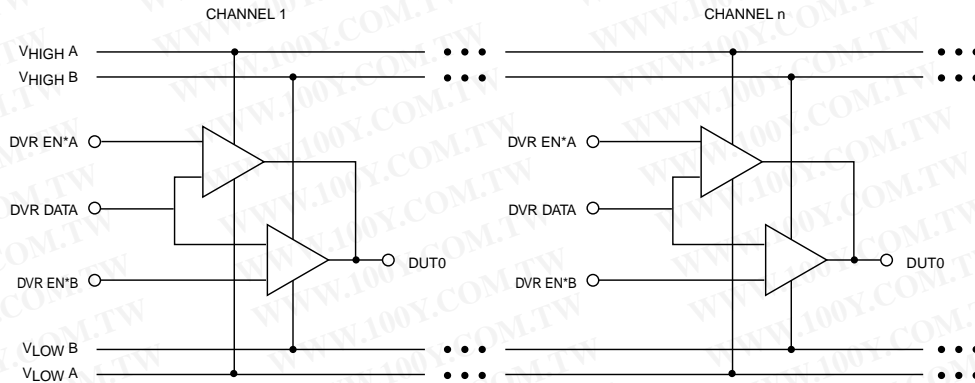 CHANNEL 1 CHANNEL n
VHIGH A
VHIGH B
DVR EN*A DVR EN*A
DVR DATA DVR DATA
DUT0 DUT0
DVR EN*B DVR EN*B
VLOW B
VLOW A
WWW.100Y.COM.TW